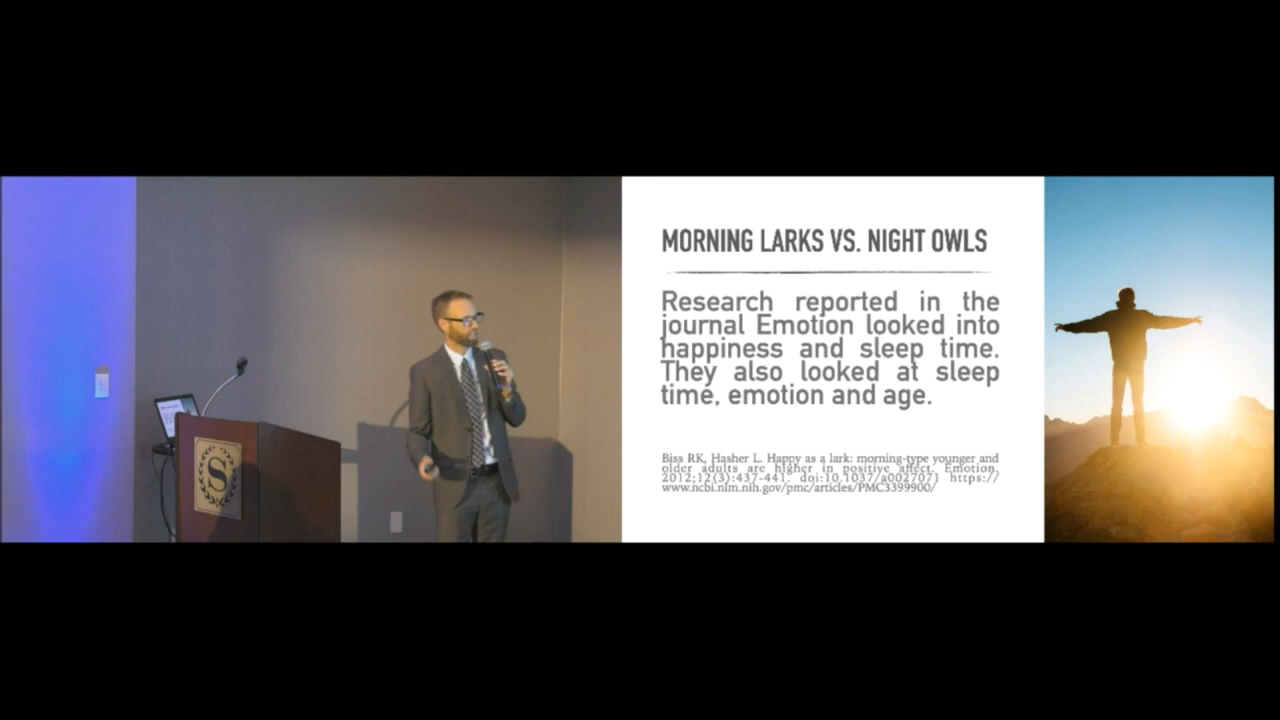 S
MORNING LARKS VS. NIGHT OWLS
Research reported in the
journal Emotion looked into
happiness and sleep time.
They also looked at sleep
time, emotion and age.
Biss RK, Hasher L. Happy as a lark: morning-type younger and
older adults are higher in positive affect. Emotion.
2012;12(3):437-441. doi:10.1037/a0027071 https://
www.ncbi.nlm.nih.gov/pmc/articles/PMC3399900/